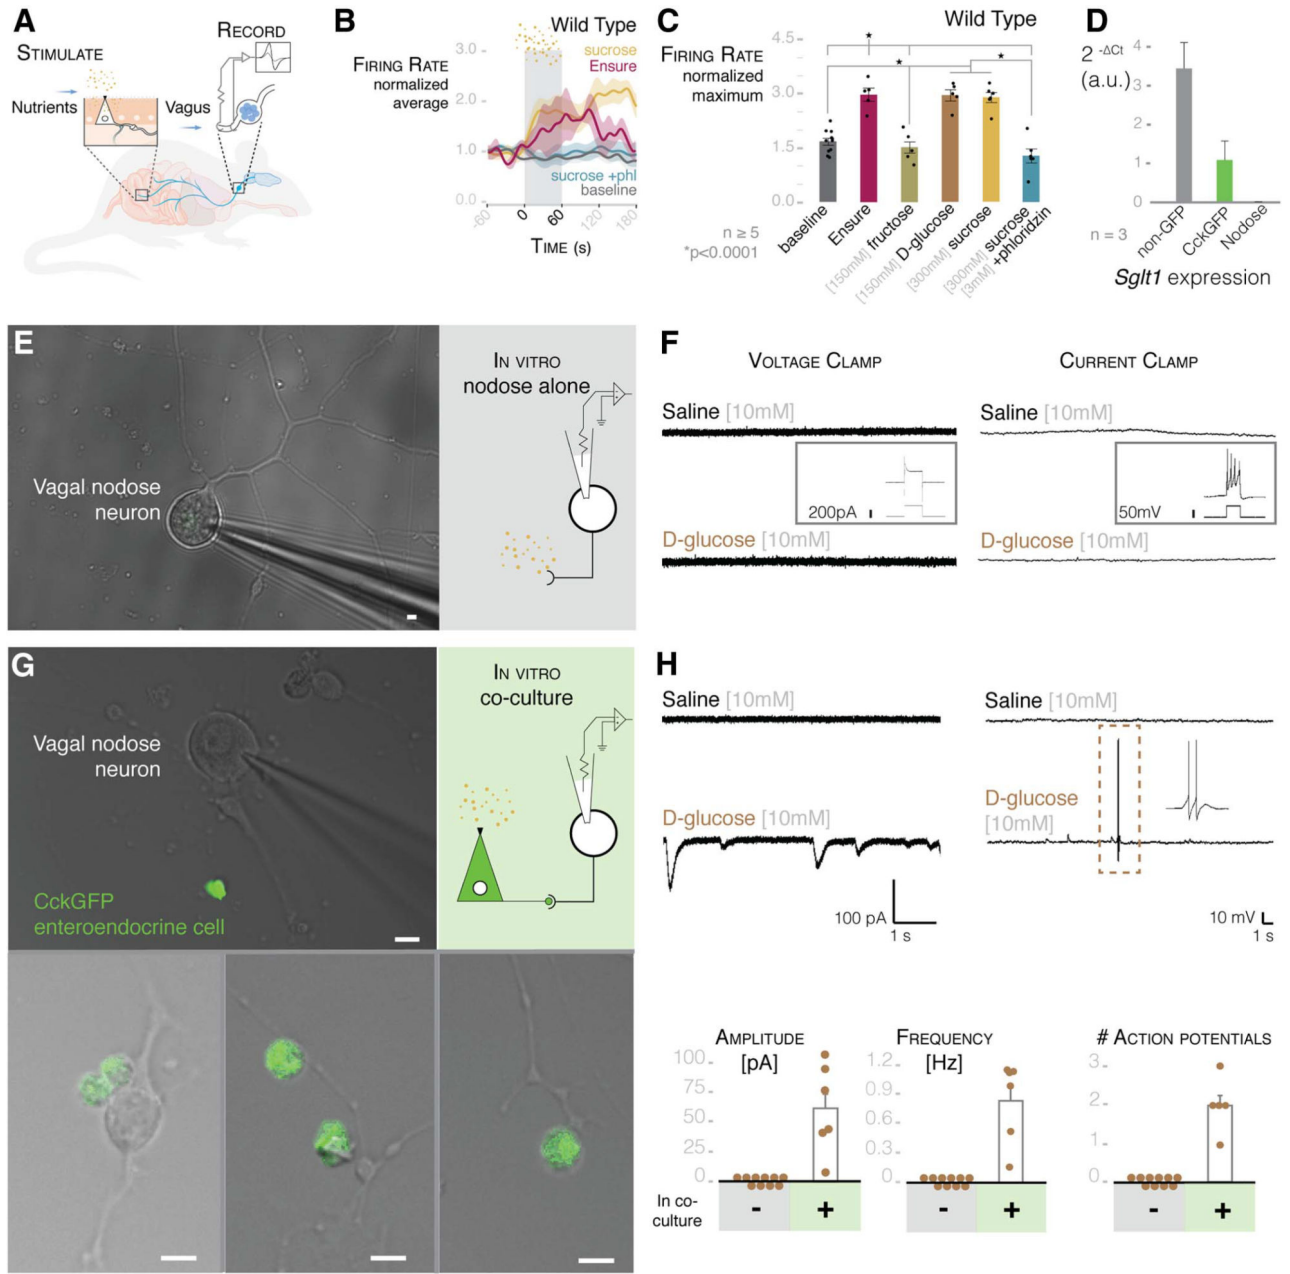 A
STIMULATE
RECORD
Nutrients
Vagus
B
Wild Type
FIRING RATE
normalized
average
sucrose
Ensure
3.0
2.0
1.0
0.0
sucrose +phl
baseline
-60
0
60
120
180
TIME (s)
C
Wild Type
FIRING RATE
normalized
maximum
4.5
3.0
1.5
0.0
★
★
★
baseline
Ensure
[150mM] fructose
[150mM] D-glucose
[300mM] sucrose
[300mM] sucrose
[3mM] +phloridzin
n ≥ 5
*p<0.0001
D
2 -ΔCt
(a.u.)
4
3
2
1
0
non-GFP
CckGFP
Nodose
n = 3
Sglt1 expression
E
Vagal nodose
neuron
IN VITRO
nodose alone
F
VOLTAGE CLAMP
CURRENT CLAMP
Saline [10mM]
Saline [10mM]
200pA
50mV
D-glucose [10mM]
D-glucose [10mM]
G
Vagal nodose
neuron
CckGFP
enteroendocrine cell
IN VITRO
co-culture
H
Saline [10mM]
Saline [10mM]
D-glucose [10mM]
D-glucose
[10mM]
100 pA
1 s
10 mV
1 s
AMPLITUDE
[pA]
100
75
50
25
0
FREQUENCY
[Hz]
1.2
0.9
0.6
0.3
0
# ACTION POTENTIALS
3
2
1
0
In co-
culture
-
+
-
+
-
+